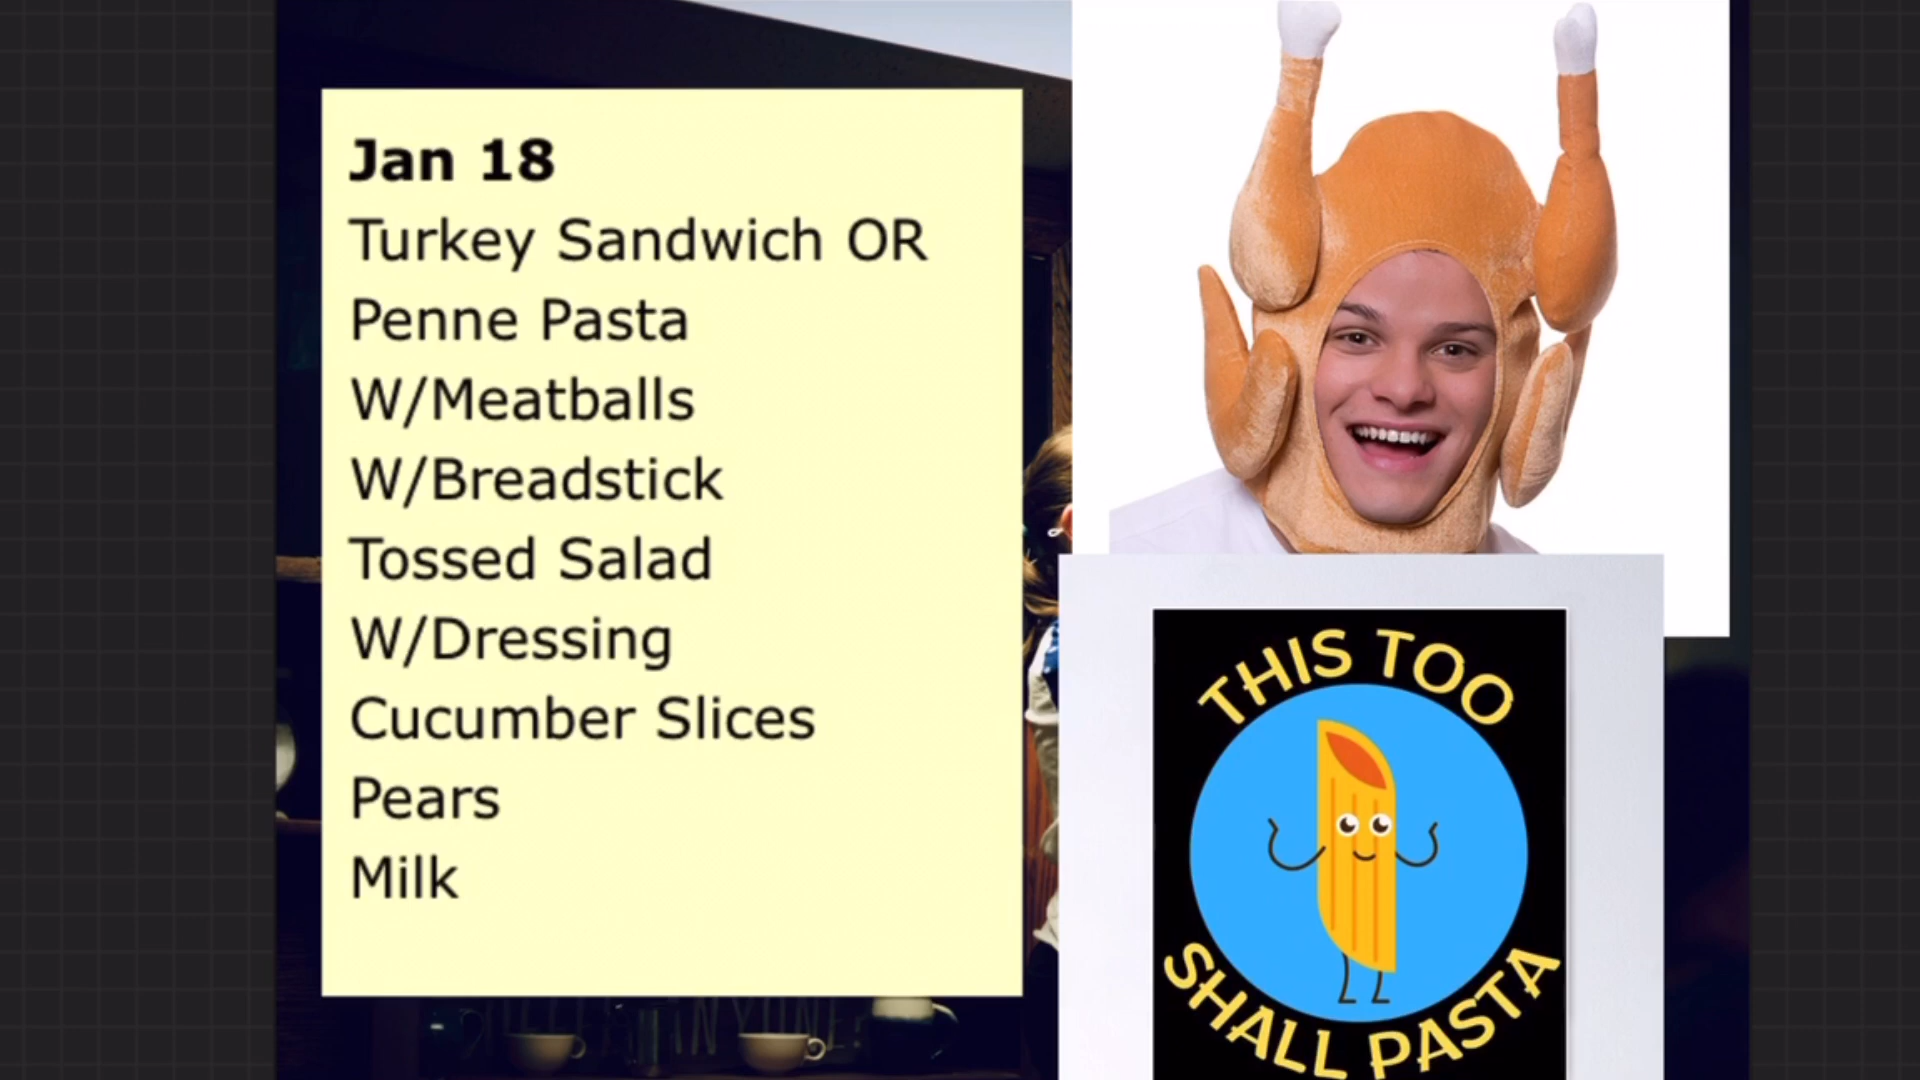 Jan 18
Turkey Sandwich OR
Penne Pasta
W/Meatballs
W/Breadstick
Tossed Salad
W/Dressing
Cucumber Slices
Pears
Milk
THIS TOO
SHALL PASTA